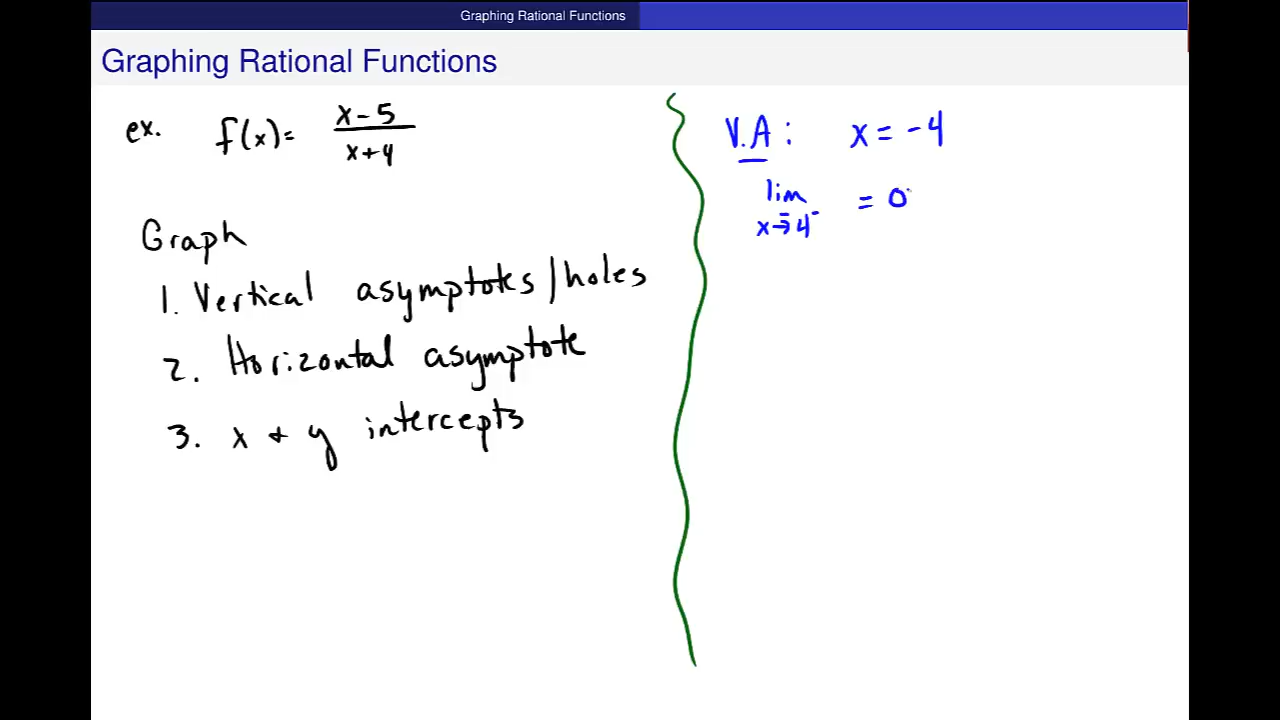 Graphing Rational Functions
Graphing Rational Functions
ex. f(x) = (x-5)/(x+4)
Graph
1. Vertical asymptotes/holes
2. Horizontal asymptote
3. x + y intercepts
V.A: x = -4
lim x→-4⁻ = 0